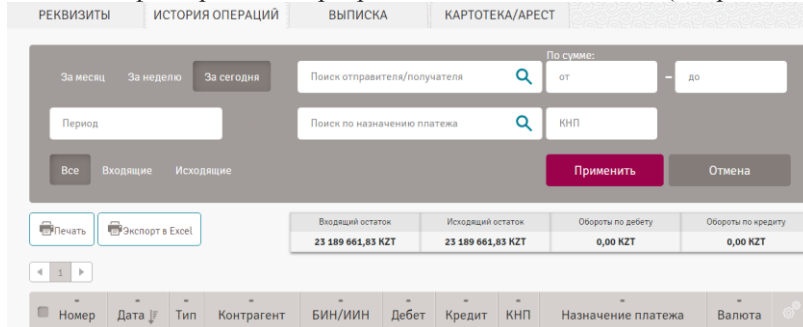 РЕКВИЗИТЫ ИСТОРИЯ ОПЕРАЦИЙ ВЫПИСКА КАРТОТЕКА/АРЕСТ
По сумме:
За месяц За неделю За сегодня Поиск отправителя/получателя от – до
Период Поиск по назначению платежа КНП
Все Входящие Исходящие Применить Отмена
Печать Экспорт в Excel
Входящий остаток Исходящий остаток Обороты по дебету Обороты по кредиту
23 189 661,83 KZT 23 189 661,83 KZT 0,00 KZT 0,00 KZT
1
Номер Дата Тип Контрагент БИН/ИИН Дебет Кредит КНП Назначение платежа Валюта